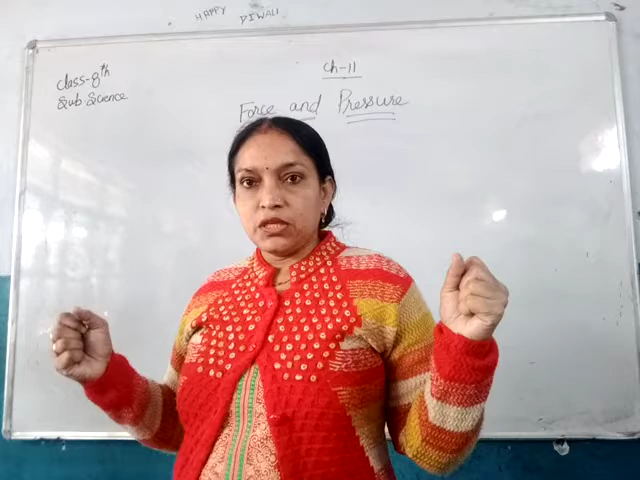 HAPPY DIWALI
Class-8th
Sub Science
Ch-11
Force and Pressure